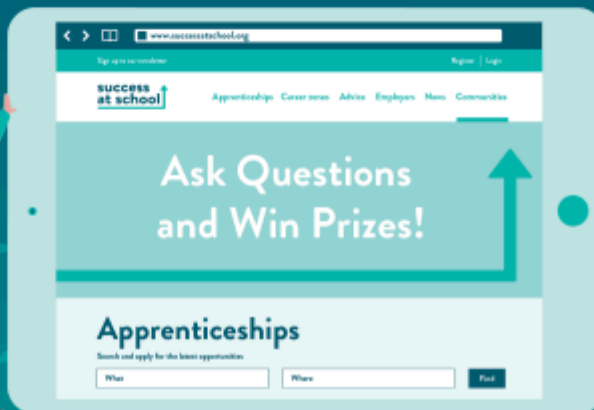 www.successatschool.org
Sign up to our newsletter
Register | Login
success
at school
Apprenticeships Career zones Advice Employers News Communities
Ask Questions
and Win Prizes!
Apprenticeships
Search and apply for the latest opportunities
What
Where
Find